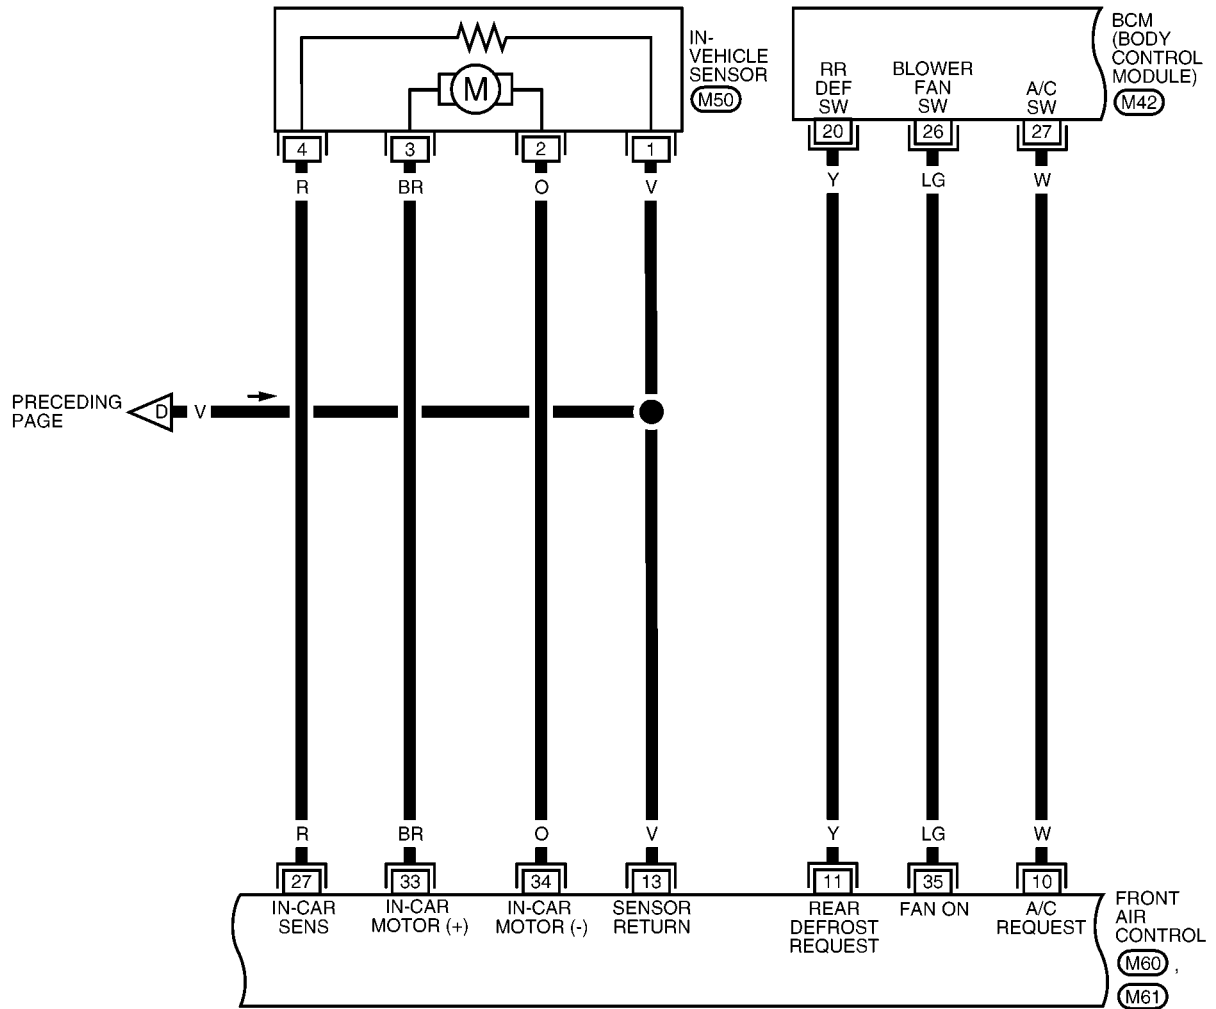 IN-
VEHICLE
SENSOR
M50
M
4
3
2
1
R
BR
O
V
BCM
(BODY
CONTROL
MODULE)
M42
RR
DEF
SW
BLOWER
FAN
SW
A/C
SW
20
26
27
Y
LG
W
PRECEDING
PAGE
D
V
R
BR
O
V
Y
LG
W
27
33
34
13
11
35
10
IN-CAR
SENS
IN-CAR
MOTOR (+)
IN-CAR
MOTOR (-)
SENSOR
RETURN
REAR
DEFROST
REQUEST
FAN ON
A/C
REQUEST
FRONT
AIR
CONTROL
M60 ,
M61